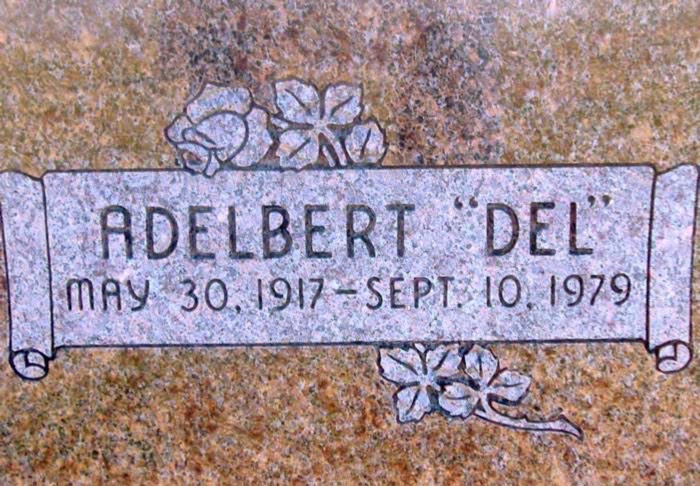 ADELBERT "DEL"
MAY 30, 1917 – SEPT. 10, 1979